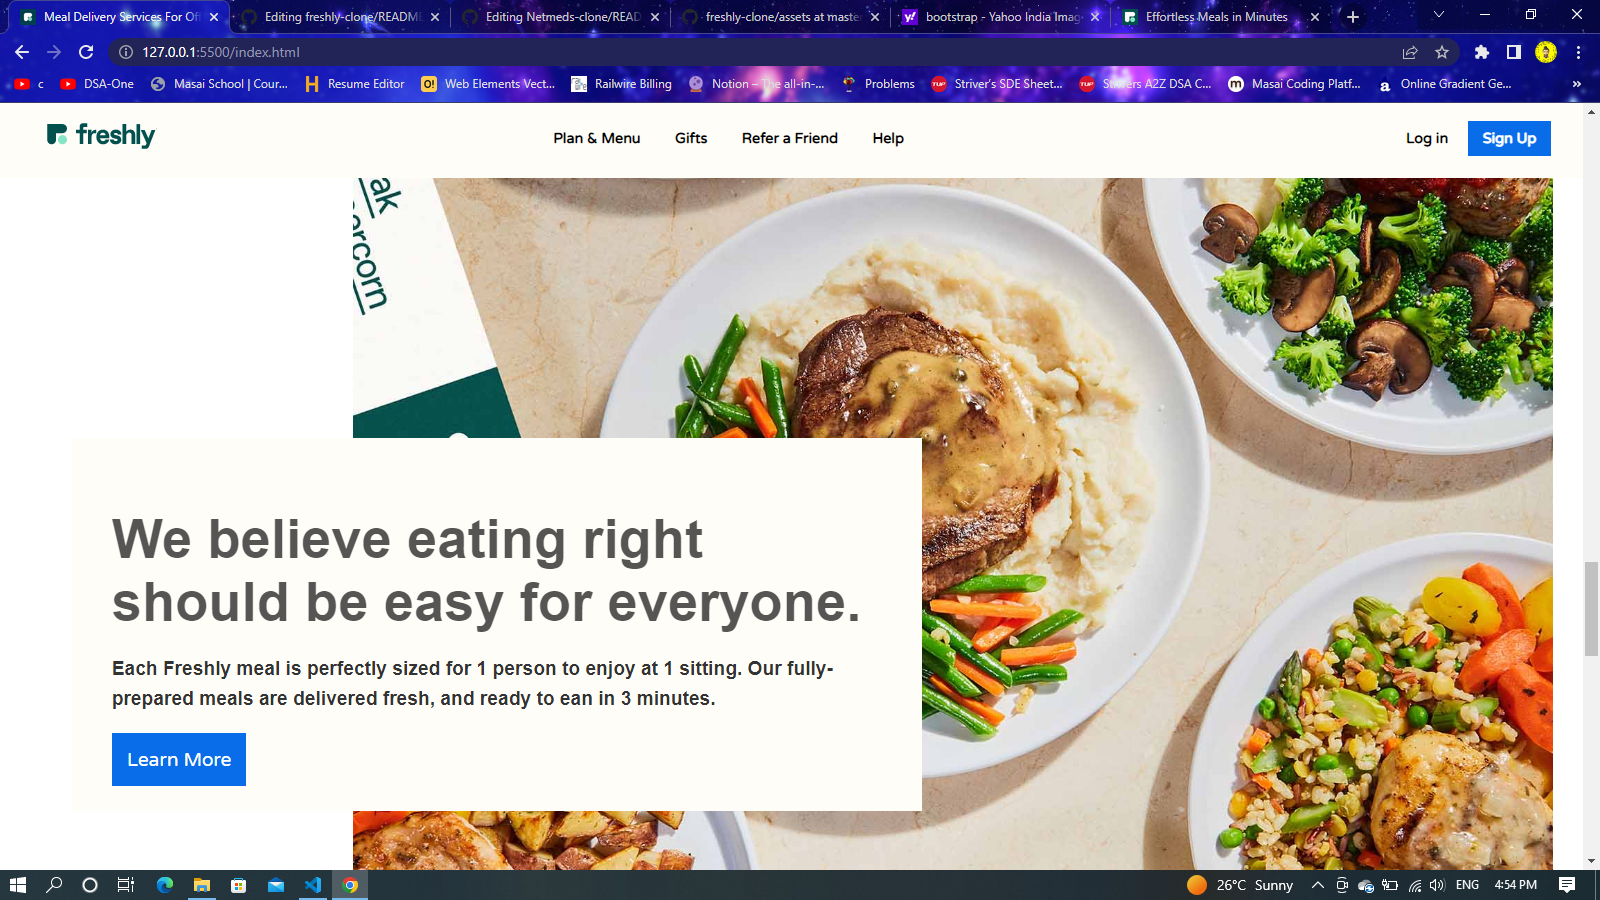 Meal Delivery Services For Of
Editing freshly-clone/READM
Editing Netmeds-clone/READ
freshly-clone/assets at master
bootstrap - Yahoo India Imag
Effortless Meals in Minutes
127.0.0.1:5500/index.html
c
DSA-One
Masai School | Cour...
Resume Editor
Web Elements Vect...
Railwire Billing
Notion – The all-in-...
Problems
Striver's SDE Sheet...
Strivers A2Z DSA C...
Masai Coding Platf...
Online Gradient Ge...
freshly
Plan & Menu
Gifts
Refer a Friend
Help
Log in
Sign Up
ak
ercorn
We believe eating right
should be easy for everyone.
Each Freshly meal is perfectly sized for 1 person to enjoy at 1 sitting. Our fully-
prepared meals are delivered fresh, and ready to ean in 3 minutes.
Learn More
26°C Sunny
ENG
4:54 PM